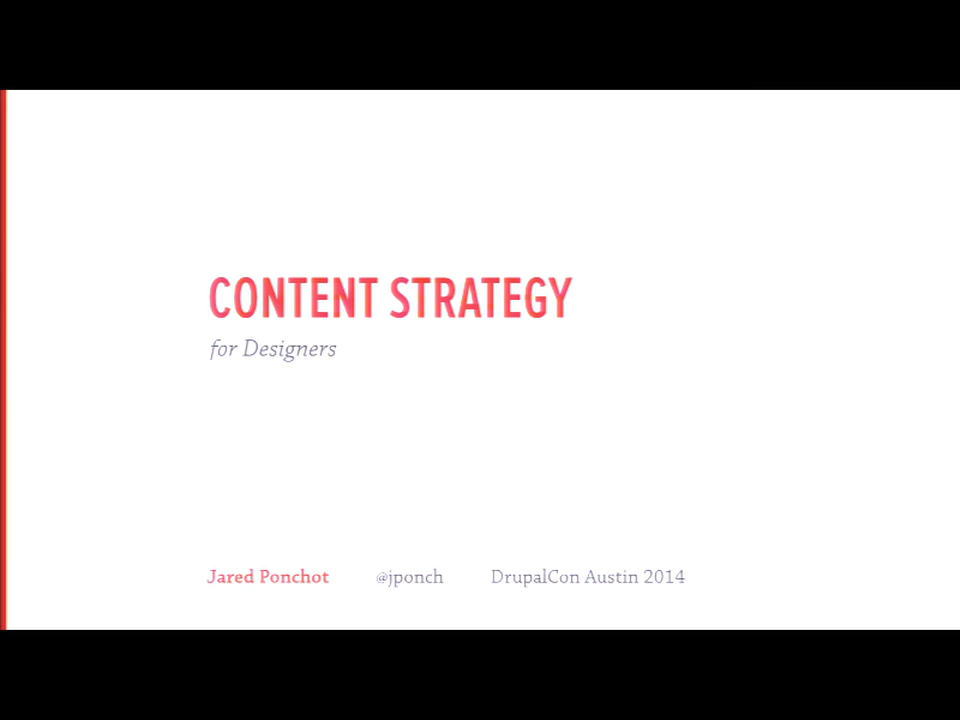 CONTENT STRATEGY
for Designers
Jared Ponchot @jponch DrupalCon Austin 2014